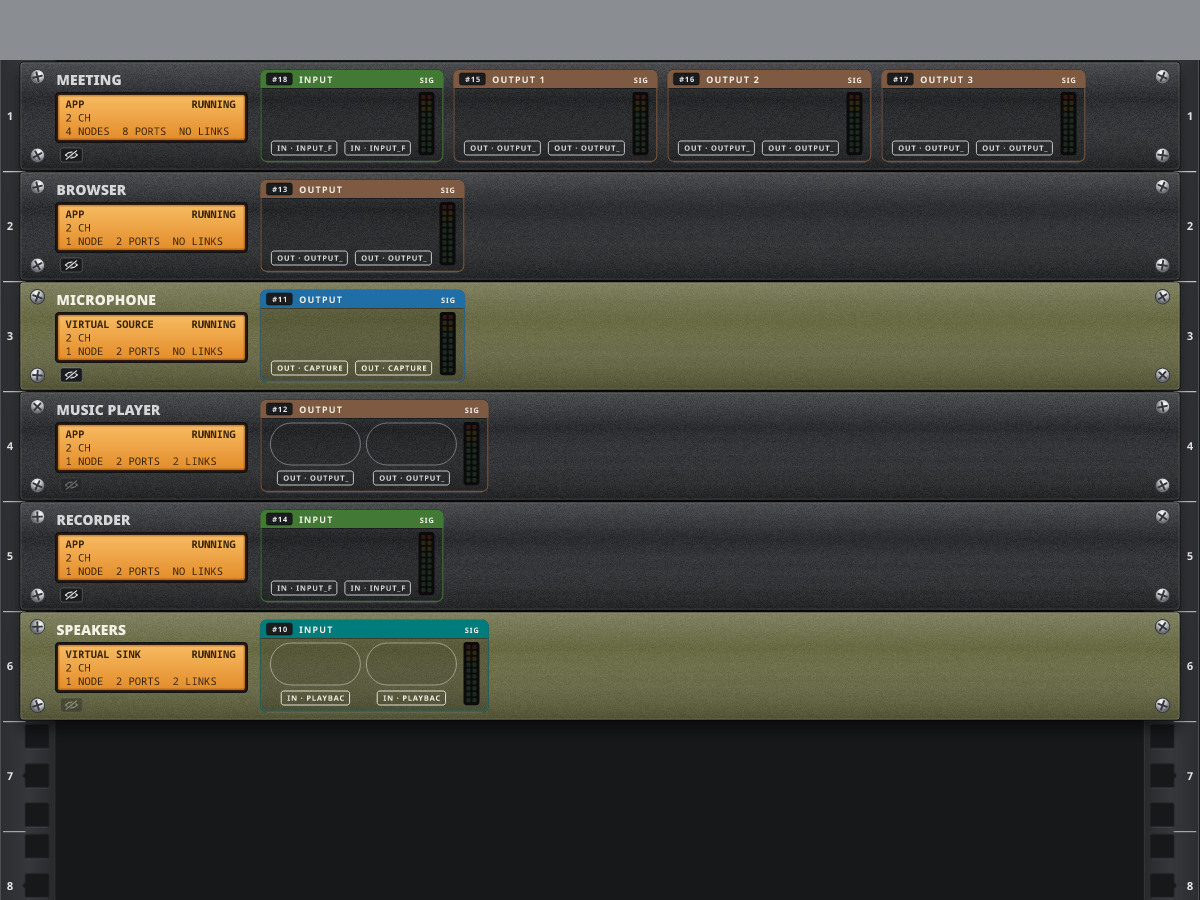 MEETING
APP RUNNING
2 CH
4 NODES 8 PORTS NO LINKS
#18 INPUT SIG
IN · INPUT_F IN · INPUT_F
#15 OUTPUT 1 SIG
OUT · OUTPUT_ OUT · OUTPUT_
#16 OUTPUT 2 SIG
OUT · OUTPUT_ OUT · OUTPUT_
#17 OUTPUT 3 SIG
OUT · OUTPUT_ OUT · OUTPUT_
1 1
BROWSER
APP RUNNING
2 CH
1 NODE 2 PORTS NO LINKS
#13 OUTPUT SIG
OUT · OUTPUT_ OUT · OUTPUT_
2 2
MICROPHONE
VIRTUAL SOURCE RUNNING
2 CH
1 NODE 2 PORTS NO LINKS
#11 OUTPUT SIG
OUT · CAPTURE OUT · CAPTURE
3 3
MUSIC PLAYER
APP RUNNING
2 CH
1 NODE 2 PORTS 2 LINKS
#12 OUTPUT SIG
OUT · OUTPUT_ OUT · OUTPUT_
4 4
RECORDER
APP RUNNING
2 CH
1 NODE 2 PORTS NO LINKS
#14 INPUT SIG
IN · INPUT_F IN · INPUT_F
5 5
SPEAKERS
VIRTUAL SINK RUNNING
2 CH
1 NODE 2 PORTS 2 LINKS
#10 INPUT SIG
IN · PLAYBAC IN · PLAYBAC
6 6
7 7
8 8